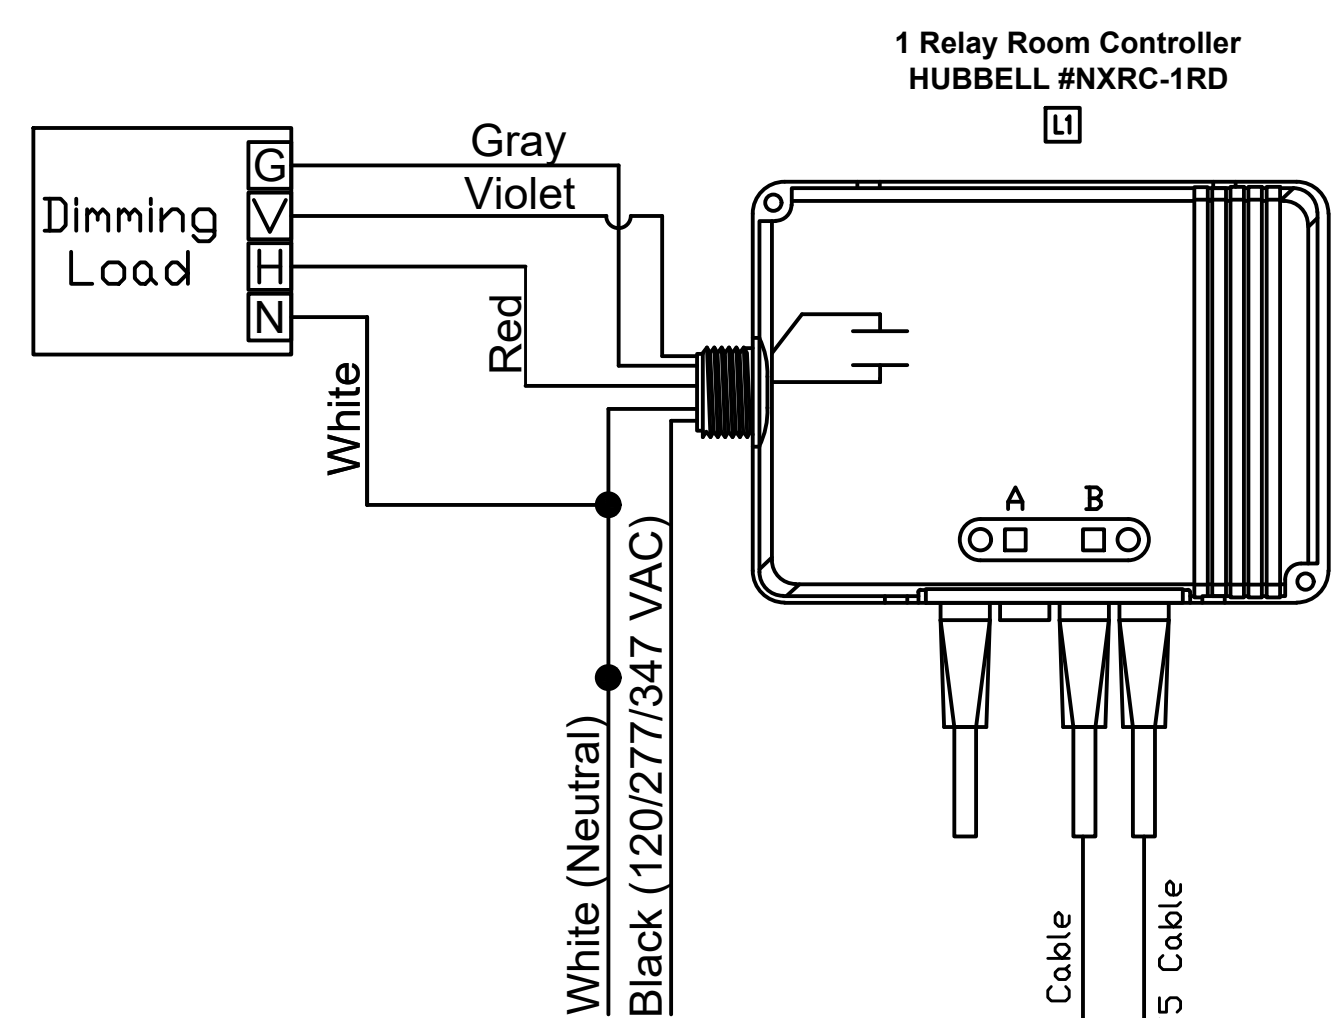 1 Relay Room Controller
HUBBELL #NXRC-1RD
L1
Gray
Violet
Dimming
Load
G
V
H
N
Red
White
A
B
White (Neutral)
Black (120/277/347 VAC)
Cable
5 Cable